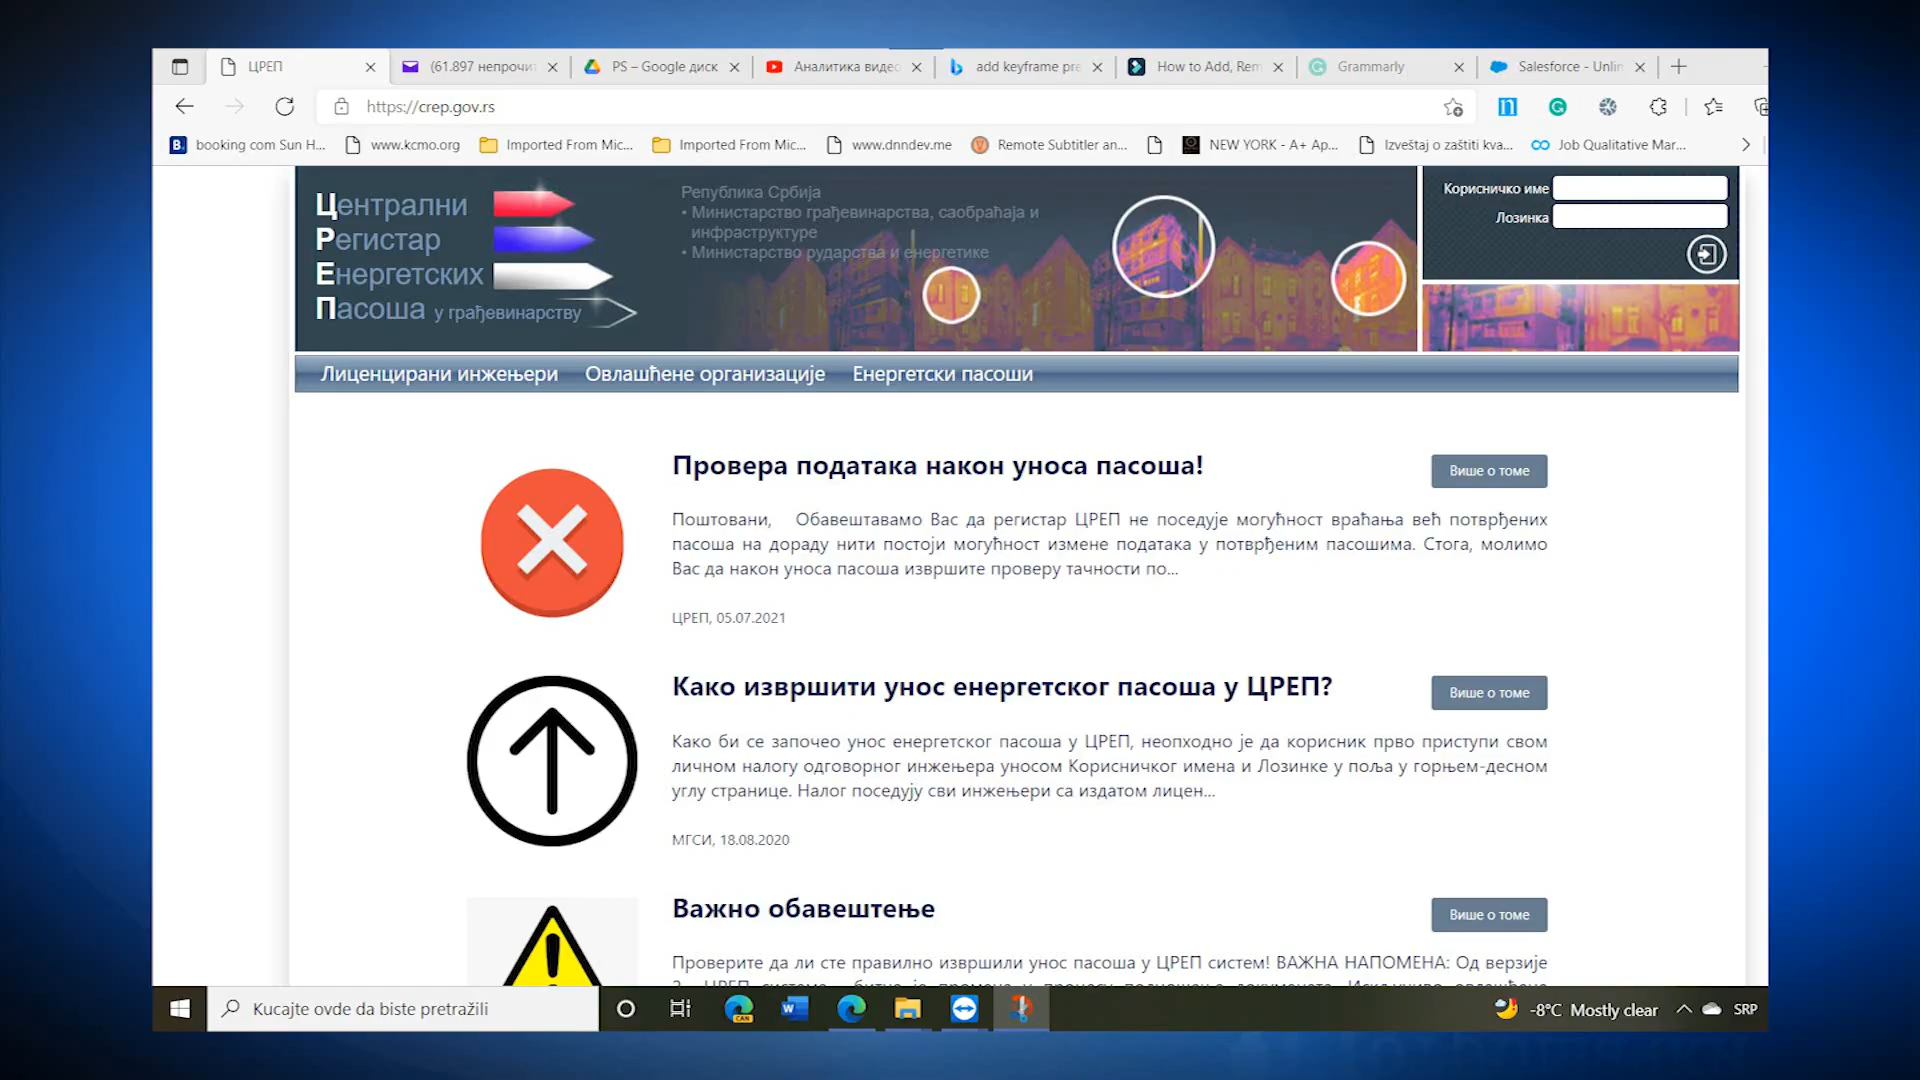 ЦРЕП
(61.897 непрочит
PS – Google диск
Аналитика видео
add keyframe pre
How to Add, Rem
Grammarly
Salesforce - Unlin
https://crep.gov.rs
B.
booking com Sun H...
www.kcmo.org
Imported From Mic...
Imported From Mic...
www.dnndev.me
Remote Subtitler an...
NEW YORK - A+ Ap...
Izveštaj o zaštiti kva...
Job Qualitative Mar...
Централни
Регистар
Енергетских
Пасоша у грађевинарству
Република Србија
• Министарство грађевинарства, саобраћаја и
инфраструктуре
• Министарство рударства и енергетике
Корисничко име
Лозинка
Лиценцирани инжењери Овлашћене организације Енергетски пасоши
Провера података након уноса пасоша!
Више о томе
Поштовани, Обавештавамо Вас да регистар ЦРЕП не поседује могућност враћања већ потврђених
пасоша на дораду нити постоји могућност измене података у потврђеним пасошима. Стога, молимо
Вас да након уноса пасоша извршите проверу тачности по...
ЦРЕП, 05.07.2021
Како извршити унос енергетског пасоша у ЦРЕП?
Више о томе
Како би се започео унос енергетског пасоша у ЦРЕП, неопходно је да корисник прво приступи свом
личном налогу одговорног инжењера уносом Корисничког имена и Лозинке у поља у горњем-десном
углу странице. Налог поседују сви инжењери са издатом лицен...
МГСИ, 18.08.2020
Важно обавештење
Више о томе
Проверите да ли сте правилно извршили унос пасоша у ЦРЕП систем! ВАЖНА НАПОМЕНА: Од верзије
Kucajte ovde da biste pretražili
CAN
-8°C Mostly clear
SRP